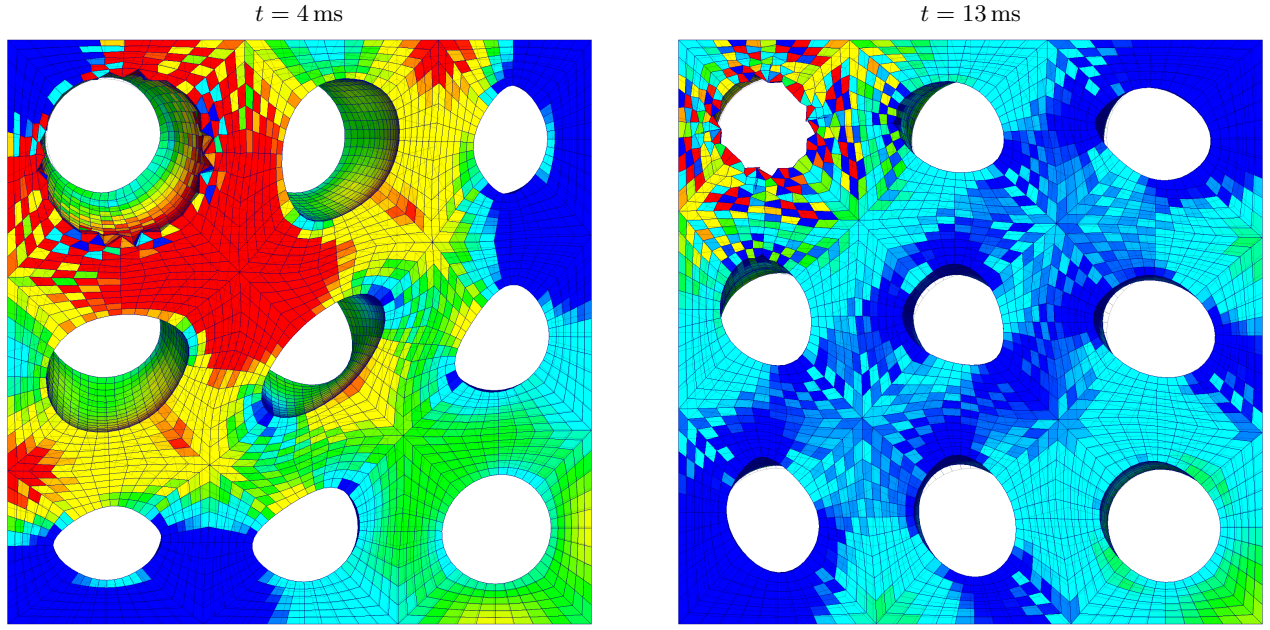 t = 4 ms
t = 13 ms